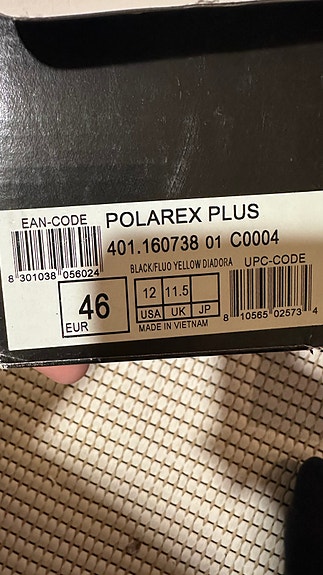 EAN-CODE
POLAREX PLUS
401.160738 01 C0004
8 301038 056024
BLACK/FLUO YELLOW DIADORA
UPC-CODE
46
EUR
12 11.5
USA UK JP
MADE IN VIETNAM
8 10565 02573 4